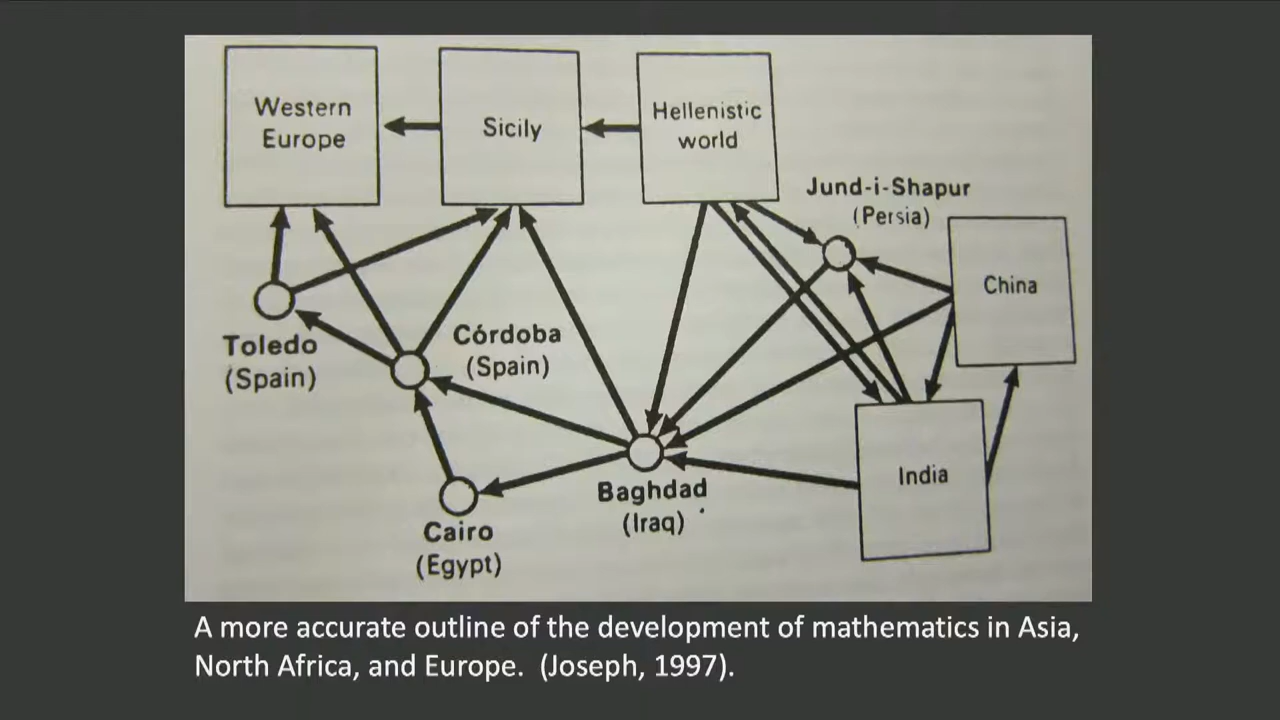 Western
Europe
Sicily
Hellenistic
world
Jund-i-Shapur
(Persia)
China
Toledo
(Spain)
Córdoba
(Spain)
India
Baghdad
(Iraq)
Cairo
(Egypt)
A more accurate outline of the development of mathematics in Asia,
North Africa, and Europe. (Joseph, 1997).